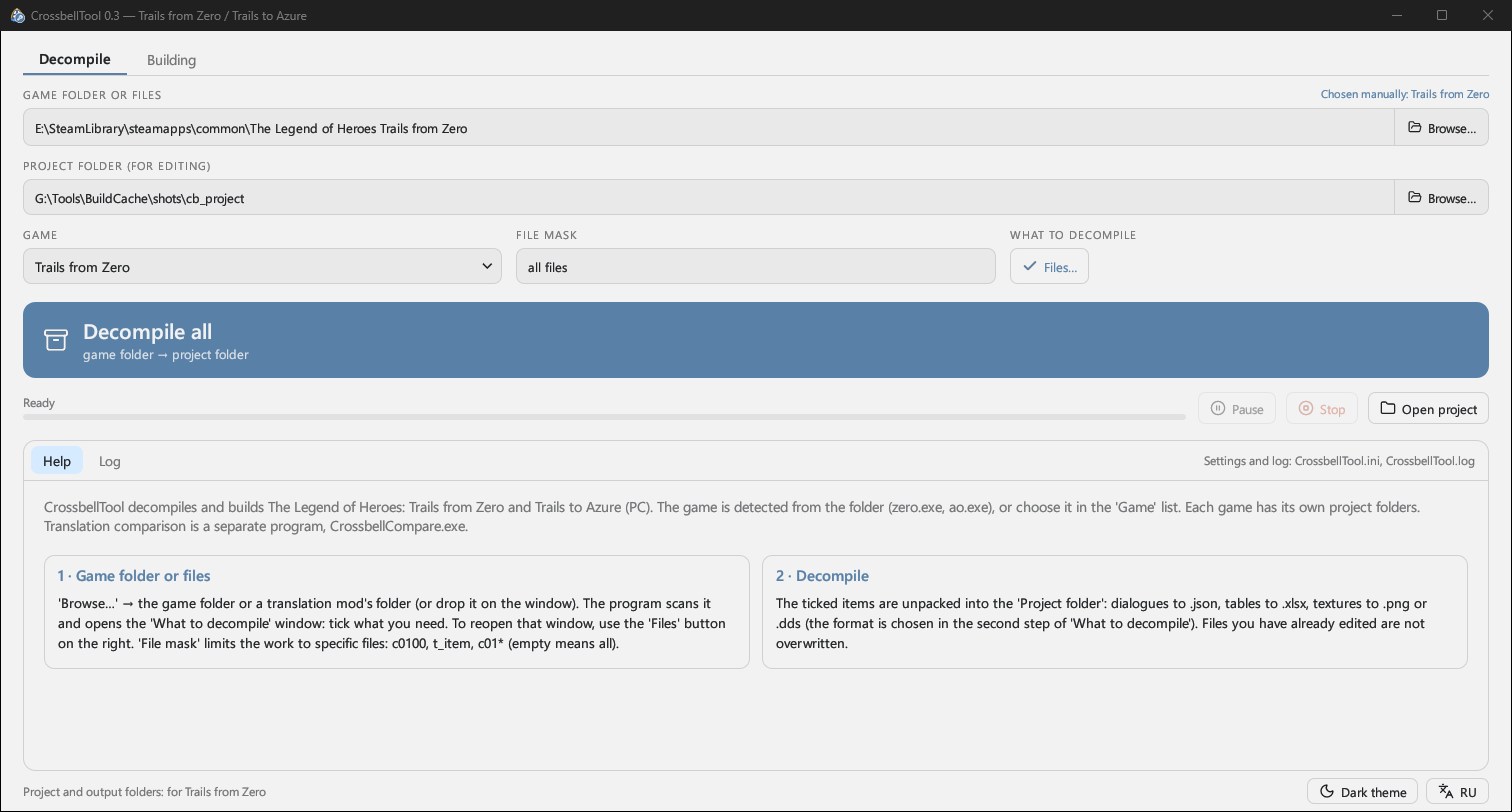 CrossbellTool 0.3 — Trails from Zero / Trails to Azure
Decompile
Building
GAME FOLDER OR FILES
Chosen manually: Trails from Zero
E:\SteamLibrary\steamapps\common\The Legend of Heroes Trails from Zero
Browse...
PROJECT FOLDER (FOR EDITING)
G:\Tools\BuildCache\shots\cb_project
Browse...
GAME
FILE MASK
WHAT TO DECOMPILE
Trails from Zero
all files
Files...
Decompile all
game folder → project folder
Ready
Pause
Stop
Open project
Help
Log
Settings and log: CrossbellTool.ini, CrossbellTool.log
CrossbellTool decompiles and builds The Legend of Heroes: Trails from Zero and Trails to Azure (PC). The game is detected from the folder (zero.exe, ao.exe), or choose it in the 'Game' list. Each game has its own project folders.
Translation comparison is a separate program, CrossbellCompare.exe.
1 · Game folder or files
'Browse...' → the game folder or a translation mod's folder (or drop it on the window). The program scans it
and opens the 'What to decompile' window: tick what you need. To reopen that window, use the 'Files' button
on the right. 'File mask' limits the work to specific files: c0100, t_item, c01* (empty means all).
2 · Decompile
The ticked items are unpacked into the 'Project folder': dialogues to .json, tables to .xlsx, textures to .png or
.dds (the format is chosen in the second step of 'What to decompile'). Files you have already edited are not
overwritten.
Project and output folders: for Trails from Zero
Dark theme
RU